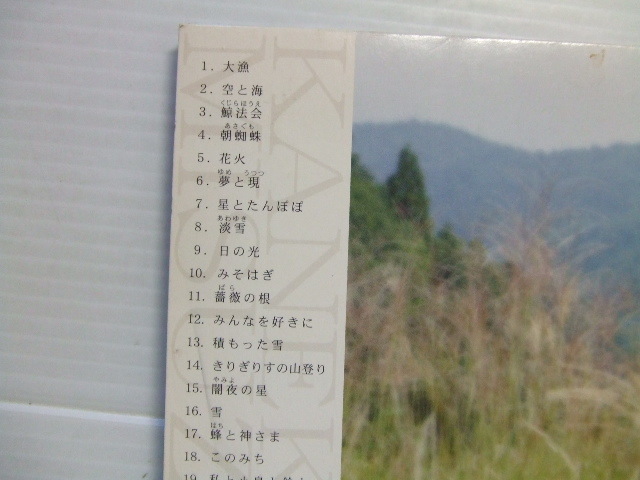 KANEK
MISUZ
1. 大漁
2. 空と海
くじらほうえ
3. 鯨法会
あさくも
4. 朝蜘蛛
5. 花火
ゆめ うつつ
6. 夢と現
7. 星とたんぽぽ
あわゆき
8. 淡雪
9. 日の光
10. みそはぎ
ばら
11. 薔薇の根
12. みんなを好きに
13. 積もった雪
14. きりぎりすの山登り
やみよ
15. 闇夜の星
16. 雪
はち
17. 蜂と神さま
18. このみち